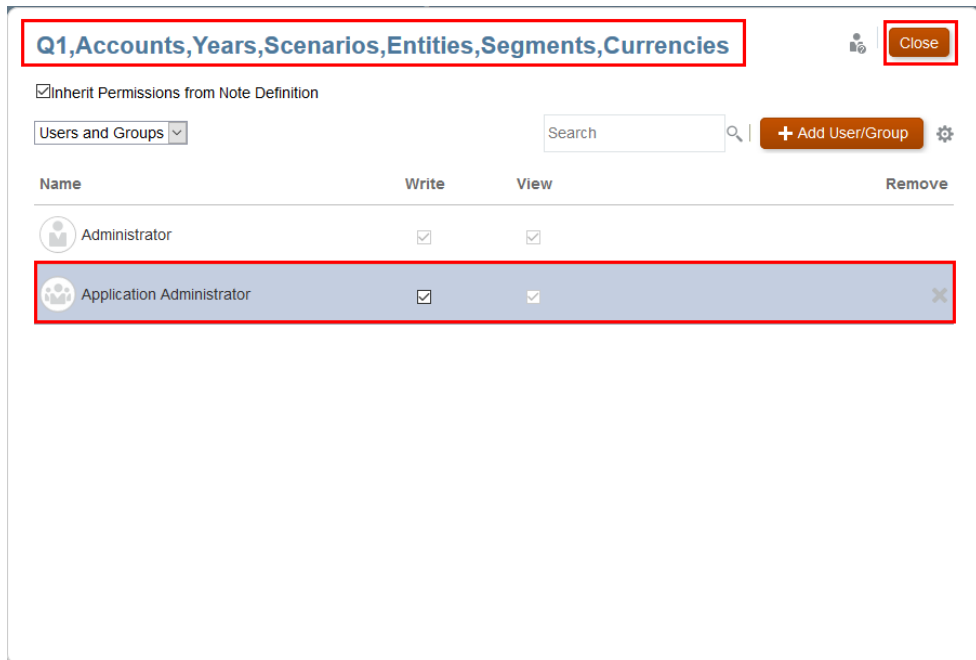 Q1,Accounts,Years,Scenarios,Entities,Segments,Currencies
Close
Inherit Permissions from Note Definition
Users and Groups
Search
+ Add User/Group
Name Write View Remove
Administrator
Application Administrator